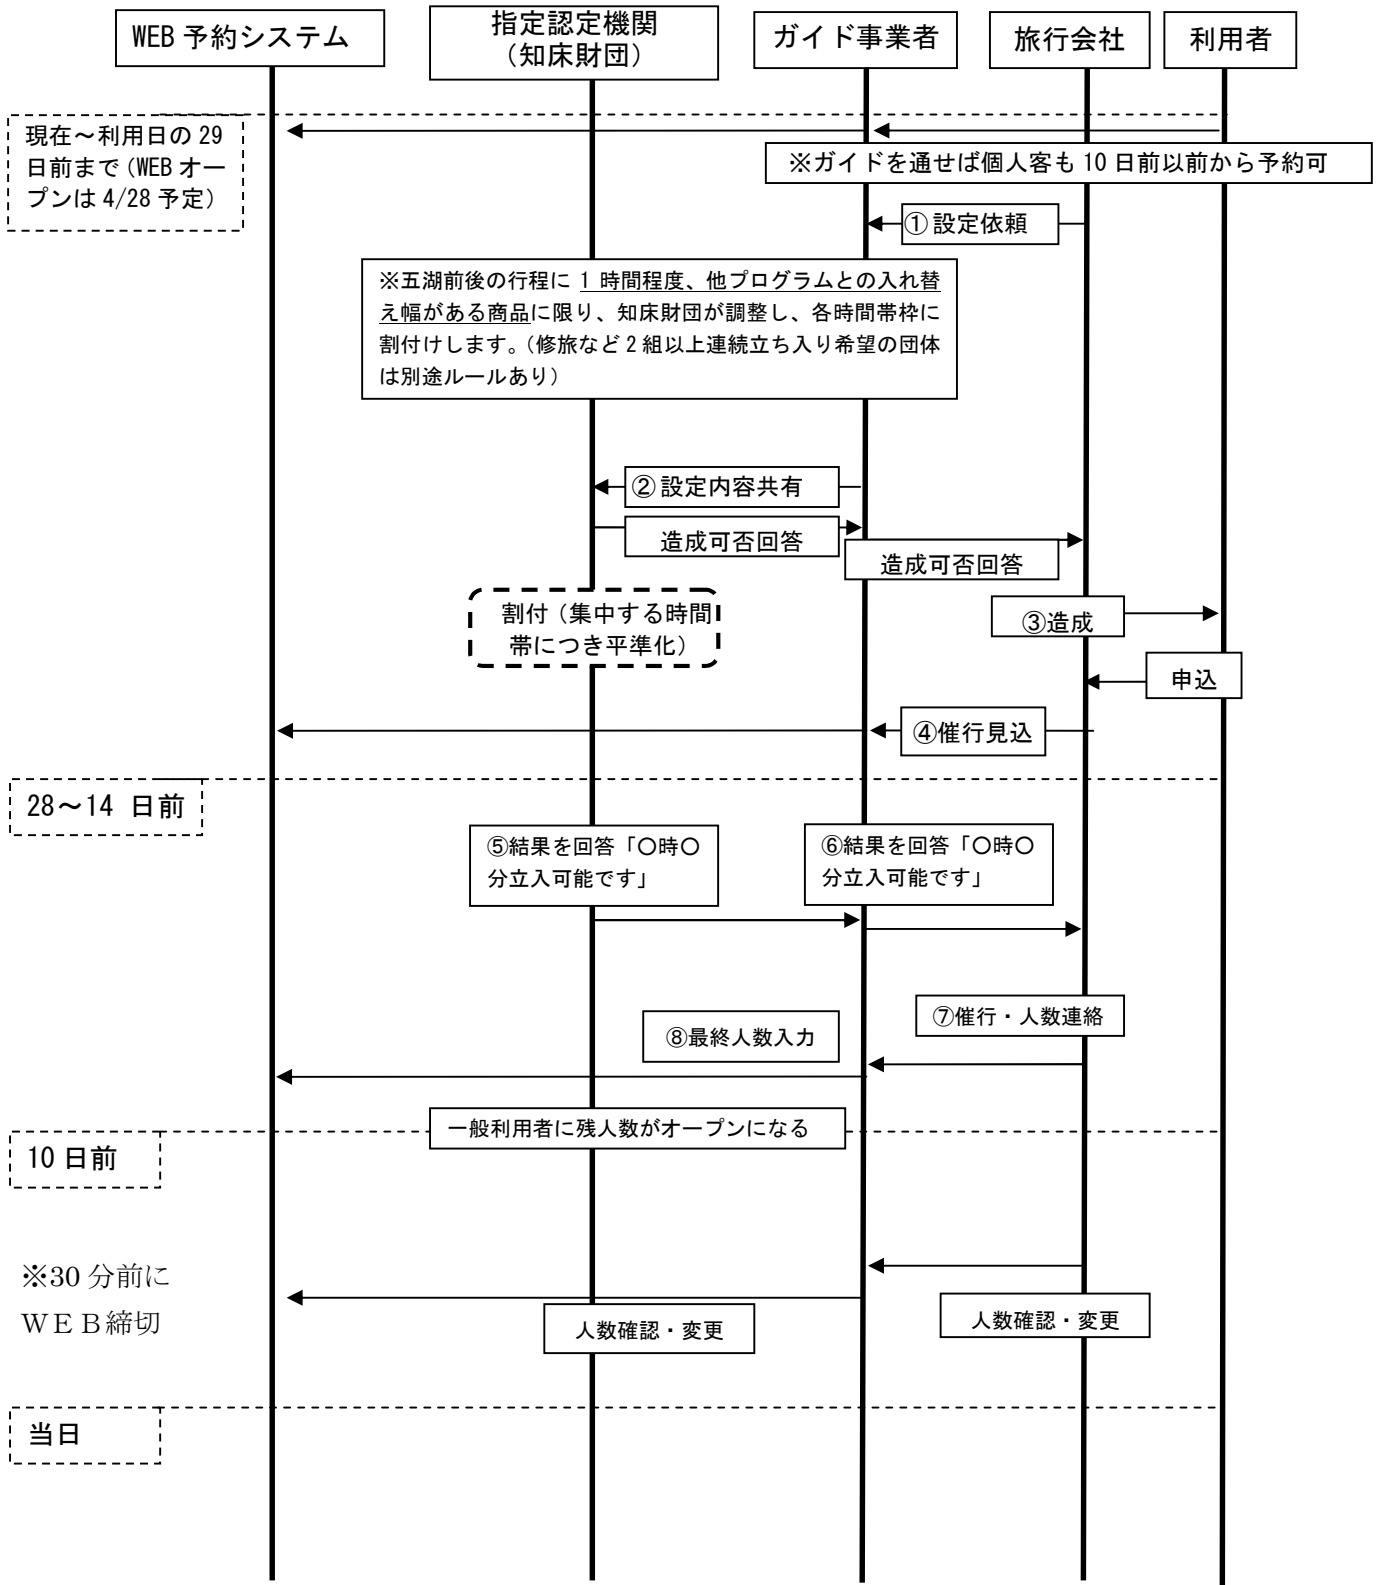 WEB 予約システム
指定認定機関
（知床財団）
ガイド事業者
旅行会社
利用者
現在～利用日の 29
日前まで（WEB オー
プンは 4/28 予定）
※ガイドを通せば個人客も 10 日前以前から予約可
①設定依頼
※五湖前後の行程に 1 時間程度、他プログラムとの入れ替
え幅がある商品に限り、知床財団が調整し、各時間帯枠に
割付けします。（修旅など 2 組以上連続立ち入り希望の団体
は別途ルールあり）
②設定内容共有
造成可否回答
造成可否回答
割付（集中する時間
帯につき平準化）
③造成
申込
④催行見込
28～14 日前
⑤結果を回答「〇時〇
分立入可能です」
⑥結果を回答「〇時〇
分立入可能です」
⑦催行・人数連絡
⑧最終人数入力
一般利用者に残人数がオープンになる
10 日前
※30 分前に
ＷＥＢ締切
人数確認・変更
人数確認・変更
当日